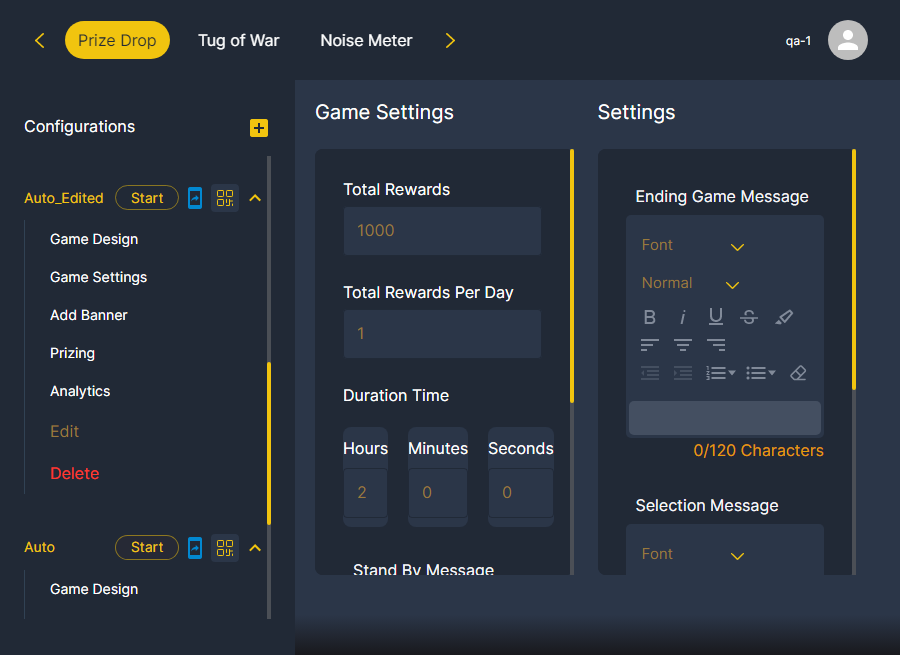 Prize Drop
Tug of War
Noise Meter
qa-1
Configurations
Auto_Edited
Start
Game Design
Game Settings
Add Banner
Prizing
Analytics
Edit
Delete
Auto
Start
Game Design
Game Settings
Total Rewards
1000
Total Rewards Per Day
1
Duration Time
Hours Minutes Seconds
2 0 0
Stand By Message
Settings
Ending Game Message
Font
Normal
B i U S
0/120 Characters
Selection Message
Font